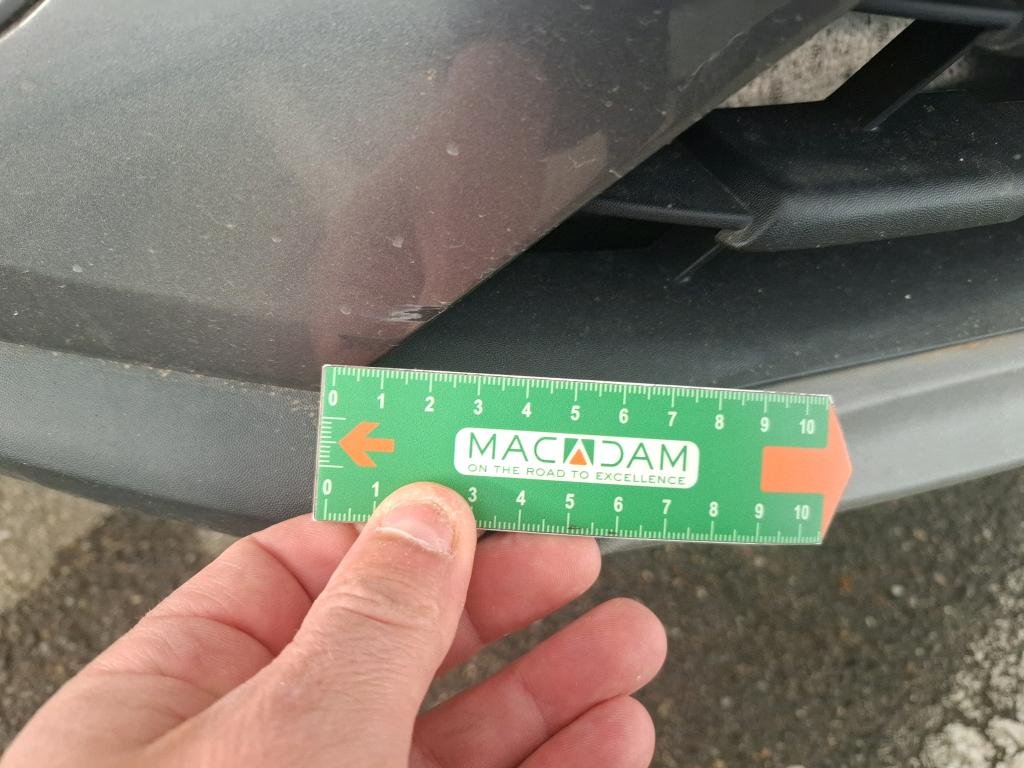 0 1 2 3 4 5 6 7 8 9 10
MACADAM
ON THE ROAD TO EXCELLENCE
0 1 3 4 5 6 7 8 9 10